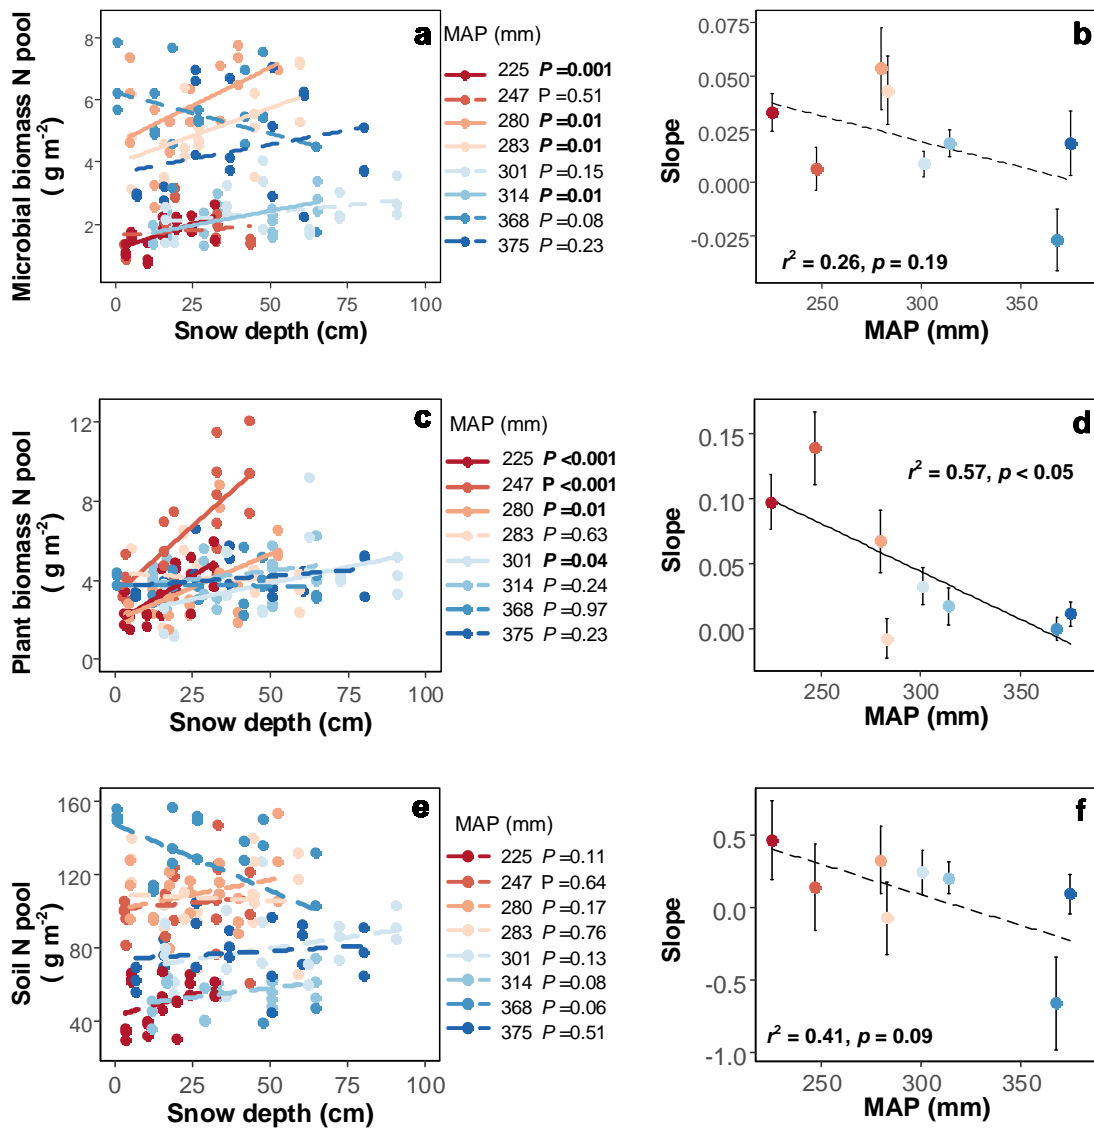 Microbial biomass N pool
( g m-2)
8
6
4
2
0
25
50
75
100
Snow depth (cm)
a
MAP (mm)
225 P =0.001
247 P =0.51
280 P =0.01
283 P =0.01
301 P =0.15
314 P =0.01
368 P =0.08
375 P =0.23
Slope
0.075
0.050
0.025
0.000
-0.025
b
r2 = 0.26, p = 0.19
250
300
350
MAP (mm)
Plant biomass N pool
( g m-2)
12
8
4
0
0
25
50
75
100
Snow depth (cm)
c
MAP (mm)
225 P <0.001
247 P <0.001
280 P =0.01
283 P =0.63
301 P =0.04
314 P =0.24
368 P =0.97
375 P =0.23
Slope
0.15
0.10
0.05
0.00
d
r2 = 0.57, p < 0.05
250
300
350
MAP (mm)
Soil N pool
( g m-2)
160
120
80
40
0
25
50
75
100
Snow depth (cm)
e
MAP (mm)
225 P =0.11
247 P =0.64
280 P =0.17
283 P =0.76
301 P =0.13
314 P =0.08
368 P =0.06
375 P =0.51
Slope
0.5
0.0
-0.5
-1.0
f
r2 = 0.41, p = 0.09
250
300
350
MAP (mm)